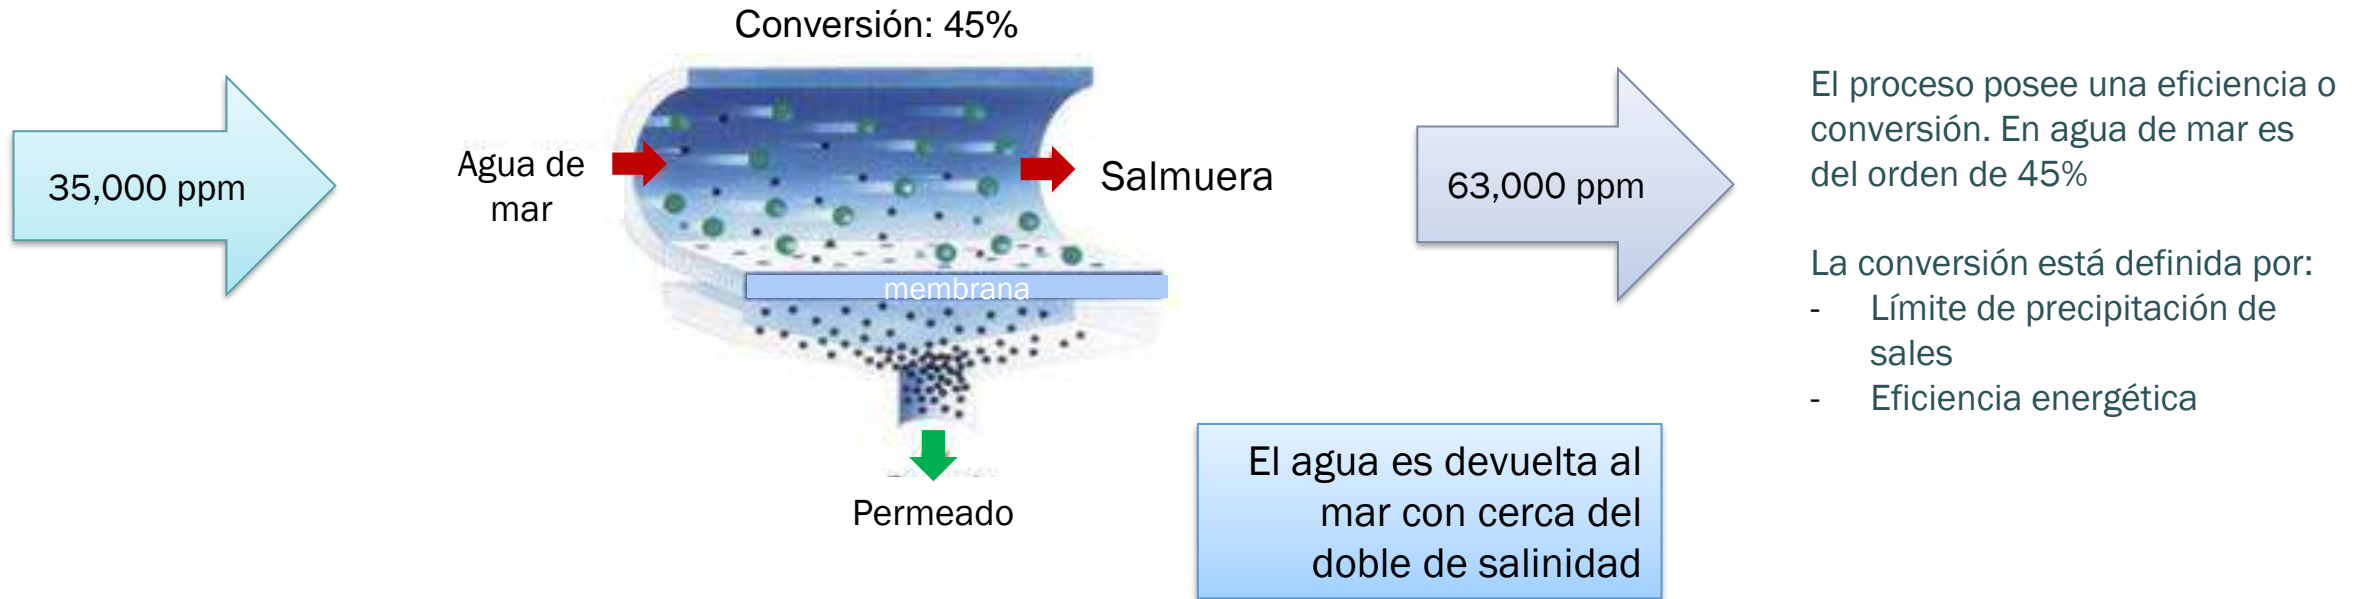 Conversión: 45%
35,000 ppm
Agua de
mar
Salmuera
membrana
Permeado
63,000 ppm
El agua es devuelta al
mar con cerca del
doble de salinidad
El proceso posee una eficiencia o
conversión. En agua de mar es
del orden de 45%
La conversión está definida por:
- Límite de precipitación de
sales
- Eficiencia energética